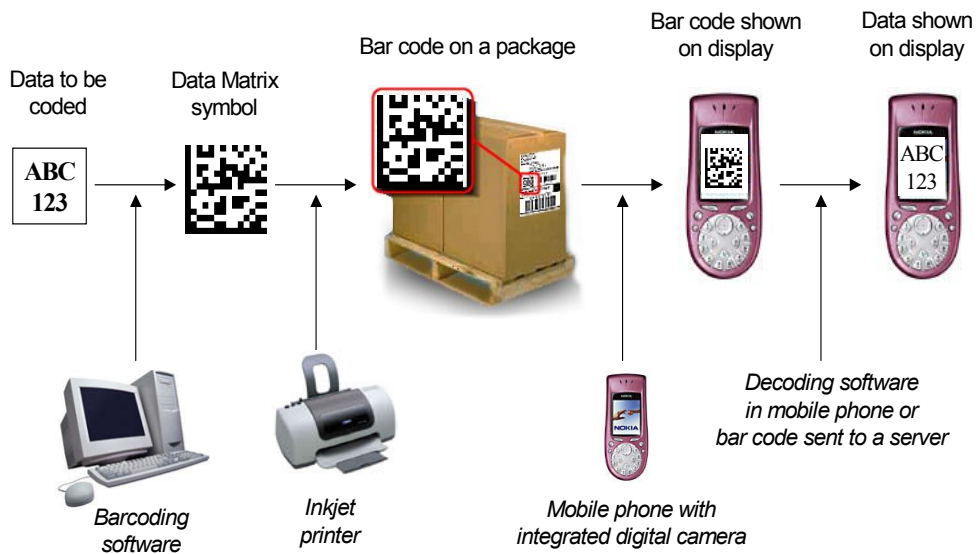 Data to be
coded
Data Matrix
symbol
Bar code on a package
Bar code shown
on display
Data shown
on display
ABC
123
NOKIA
NOKIA
ABC
123
NOKIA
Barcoding
software
Inkjet
printer
Mobile phone with
integrated digital camera
Decoding software
in mobile phone or
bar code sent to a server